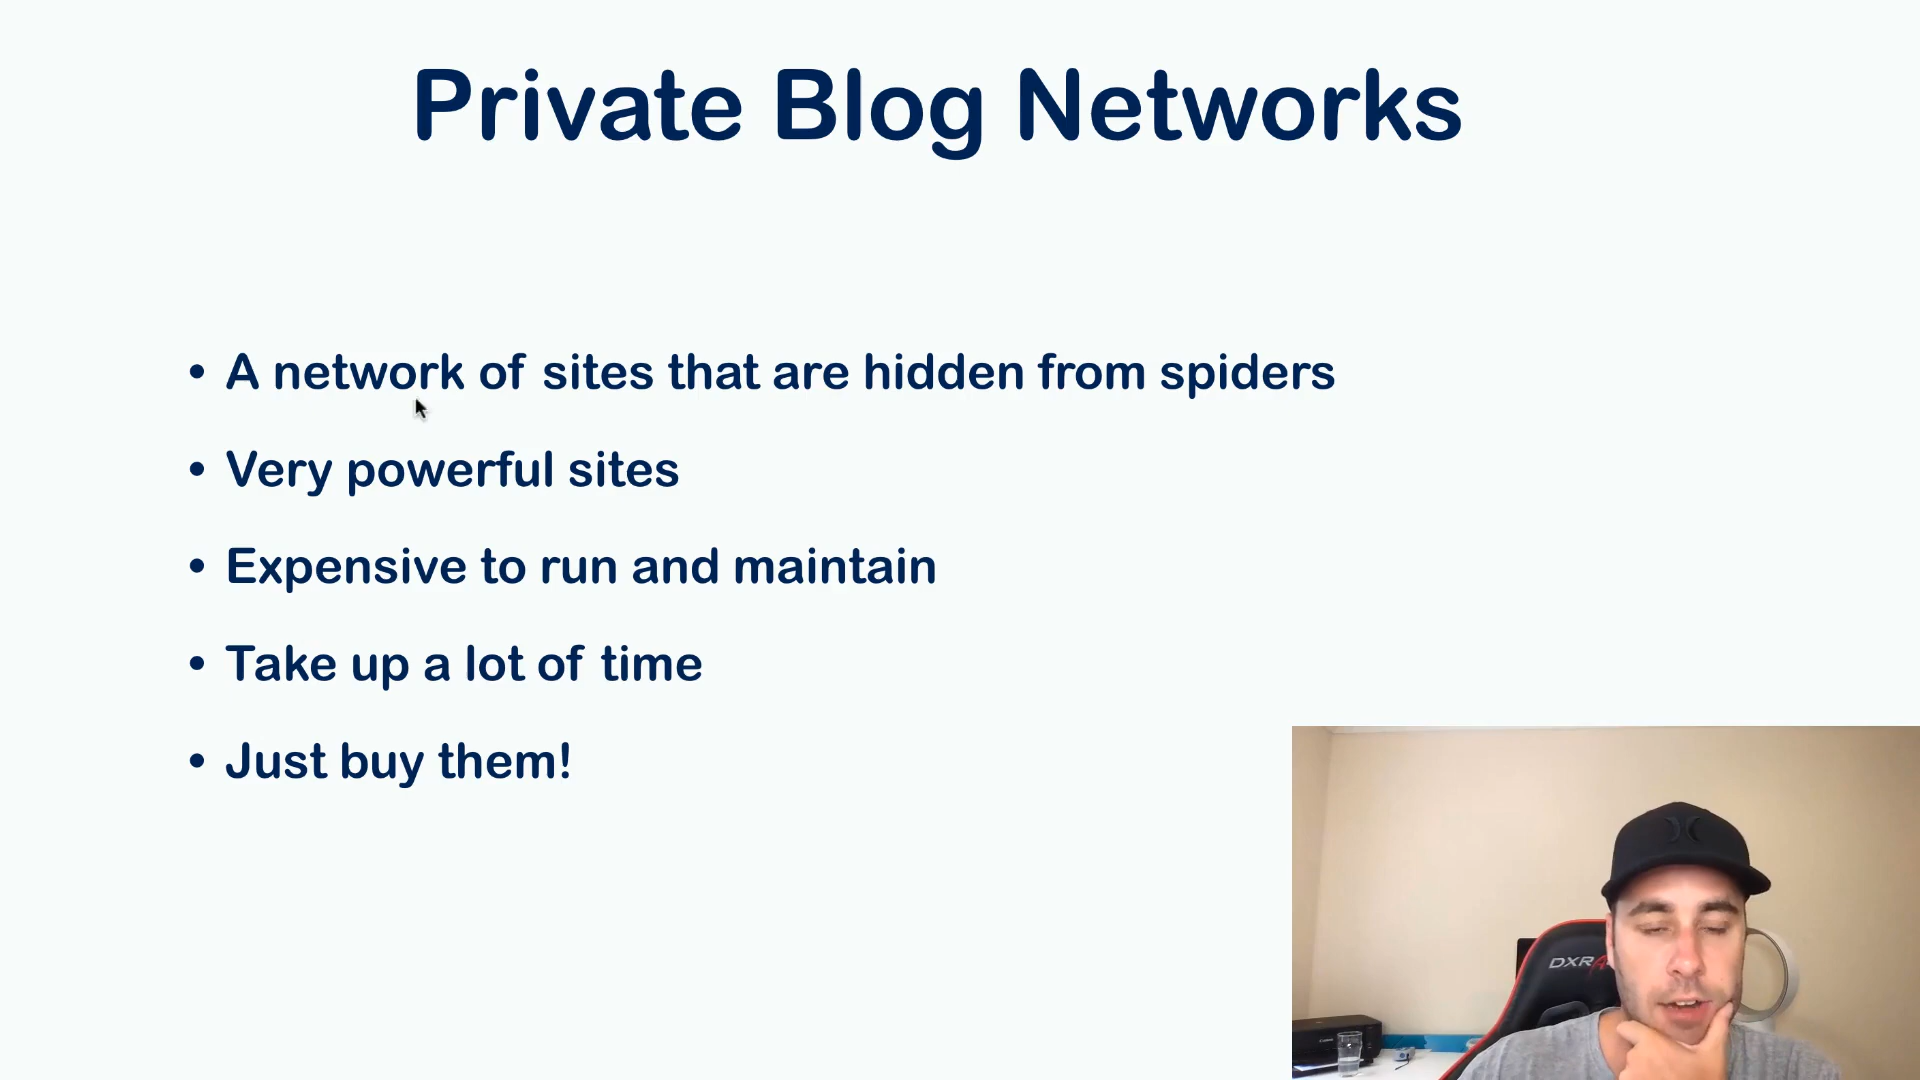 Private Blog Networks
• A network of sites that are hidden from spiders
• Very powerful sites
• Expensive to run and maintain
• Take up a lot of time
• Just buy them!
DXR